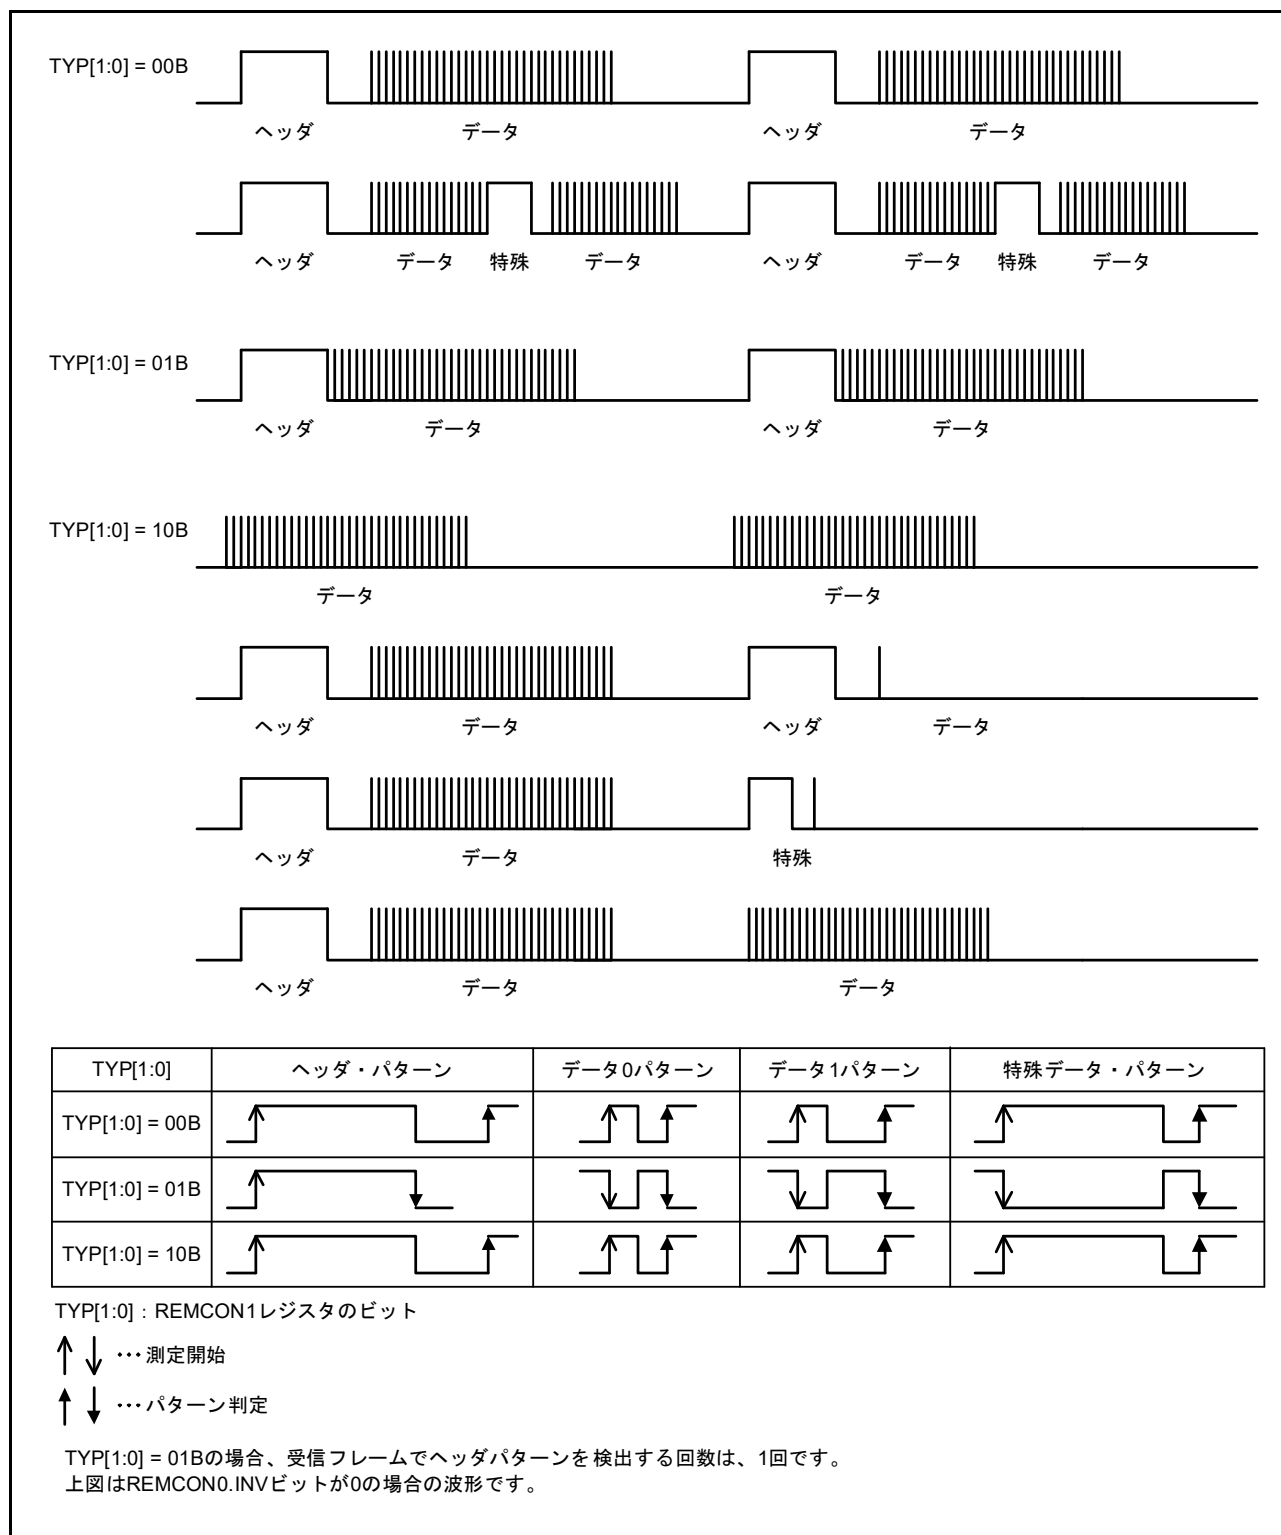 TYP[1:0] = 00B
ヘッダ データ ヘッダ データ
ヘッダ データ 特殊 データ ヘッダ データ 特殊 データ
TYP[1:0] = 01B
ヘッダ データ ヘッダ データ
TYP[1:0] = 10B
データ データ
ヘッダ データ ヘッダ データ
ヘッダ データ 特殊
ヘッダ データ データ
TYP[1:0] ヘッダ・パターン データ0パターン データ1パターン 特殊データ・パターン
TYP[1:0] = 00B
TYP[1:0] = 01B
TYP[1:0] = 10B
TYP[1:0]：REMCON1レジスタのビット
…測定開始
…パターン判定
TYP[1:0] = 01Bの場合、受信フレームでヘッダパターンを検出する回数は、1回です。
上図はREMCON0.INVビットが0の場合の波形です。